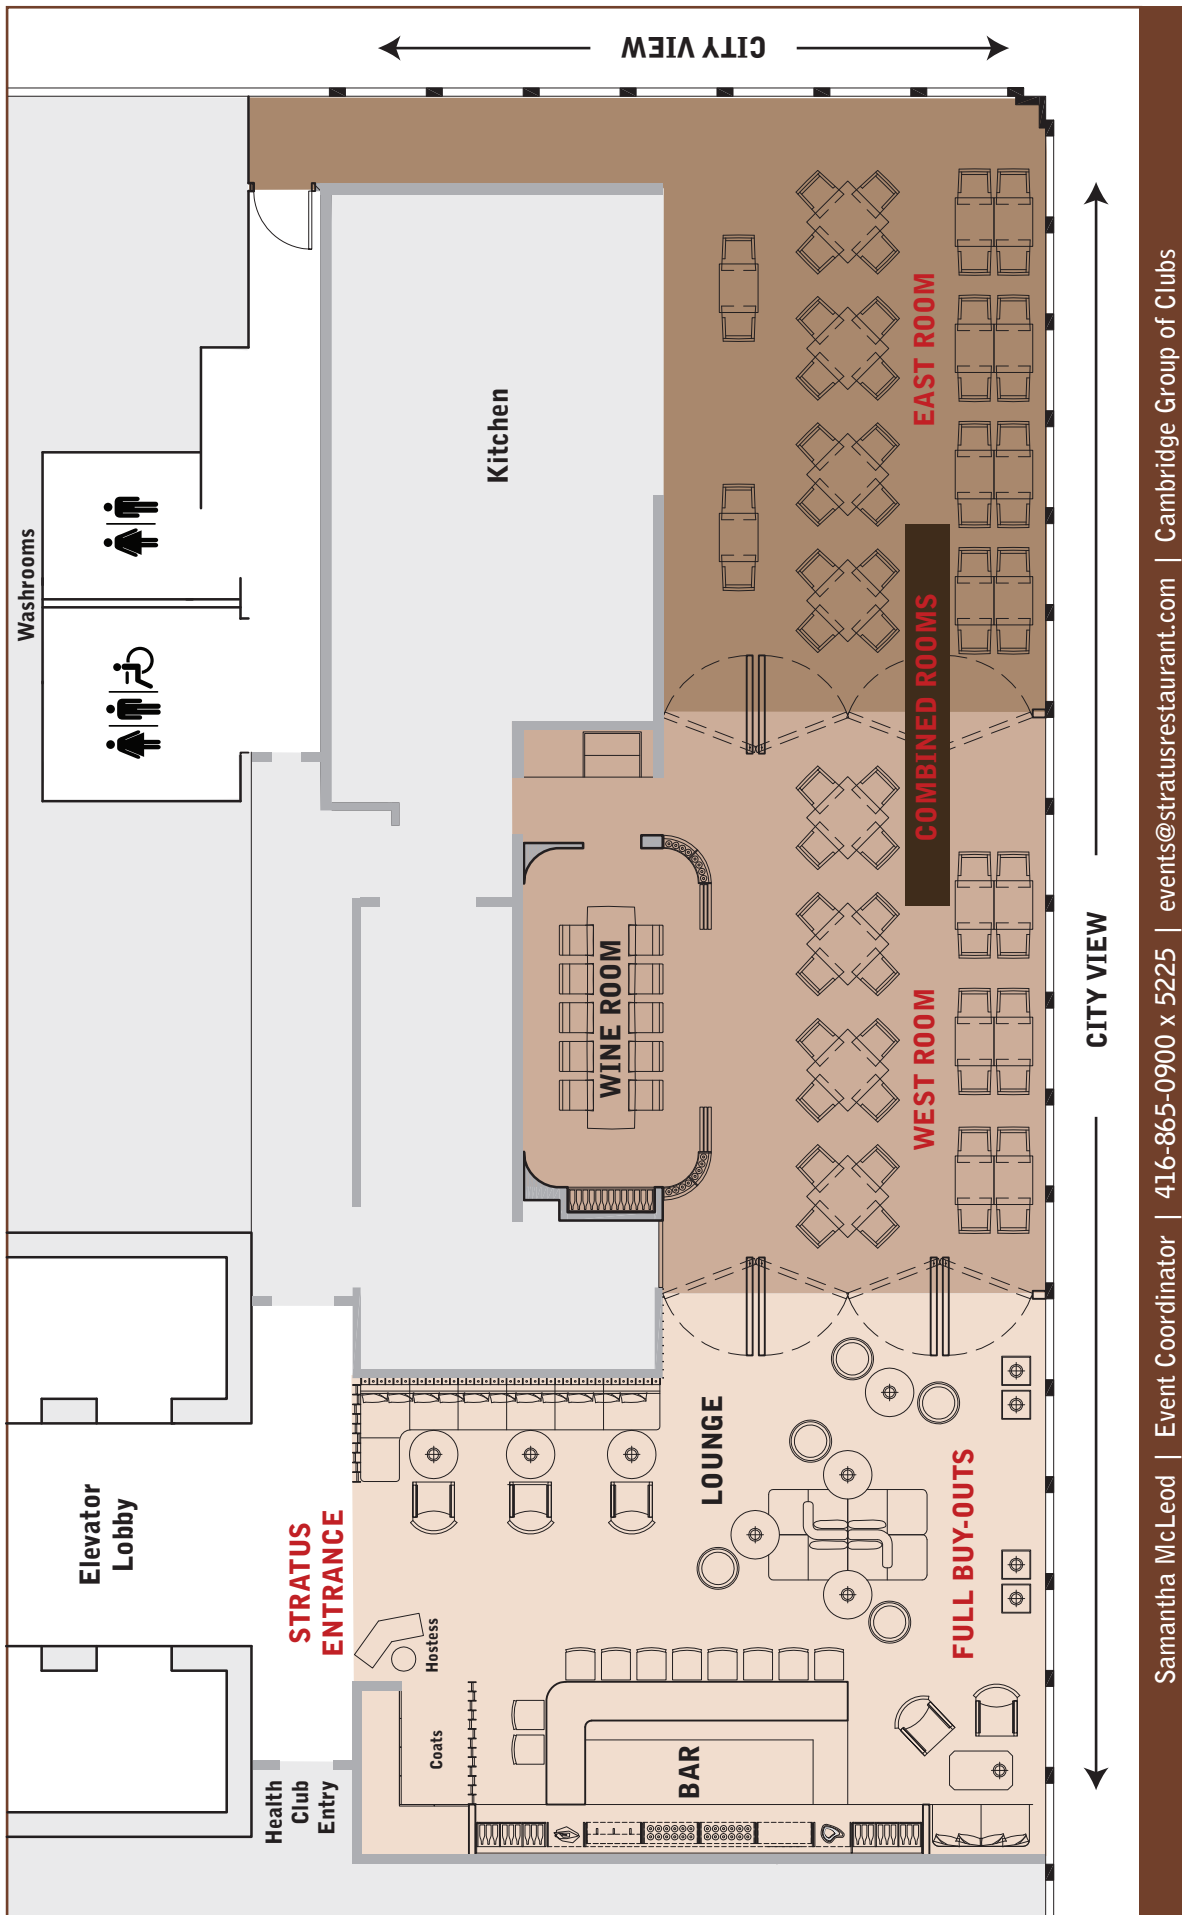 CITY VIEW
Washrooms
Kitchen
EAST ROOM
COMBINED ROOMS
WINE ROOM
WEST ROOM
CITY VIEW
Elevator
Lobby
STRATUS
ENTRANCE
LOUNGE
FULL BUY-OUTS
Hostess
Coats
BAR
Health
Club
Entry
Samantha McLeod | Event Coordinator | 416-865-0900 x 5225 | events@stratusrestaurant.com | Cambridge Group of Clubs